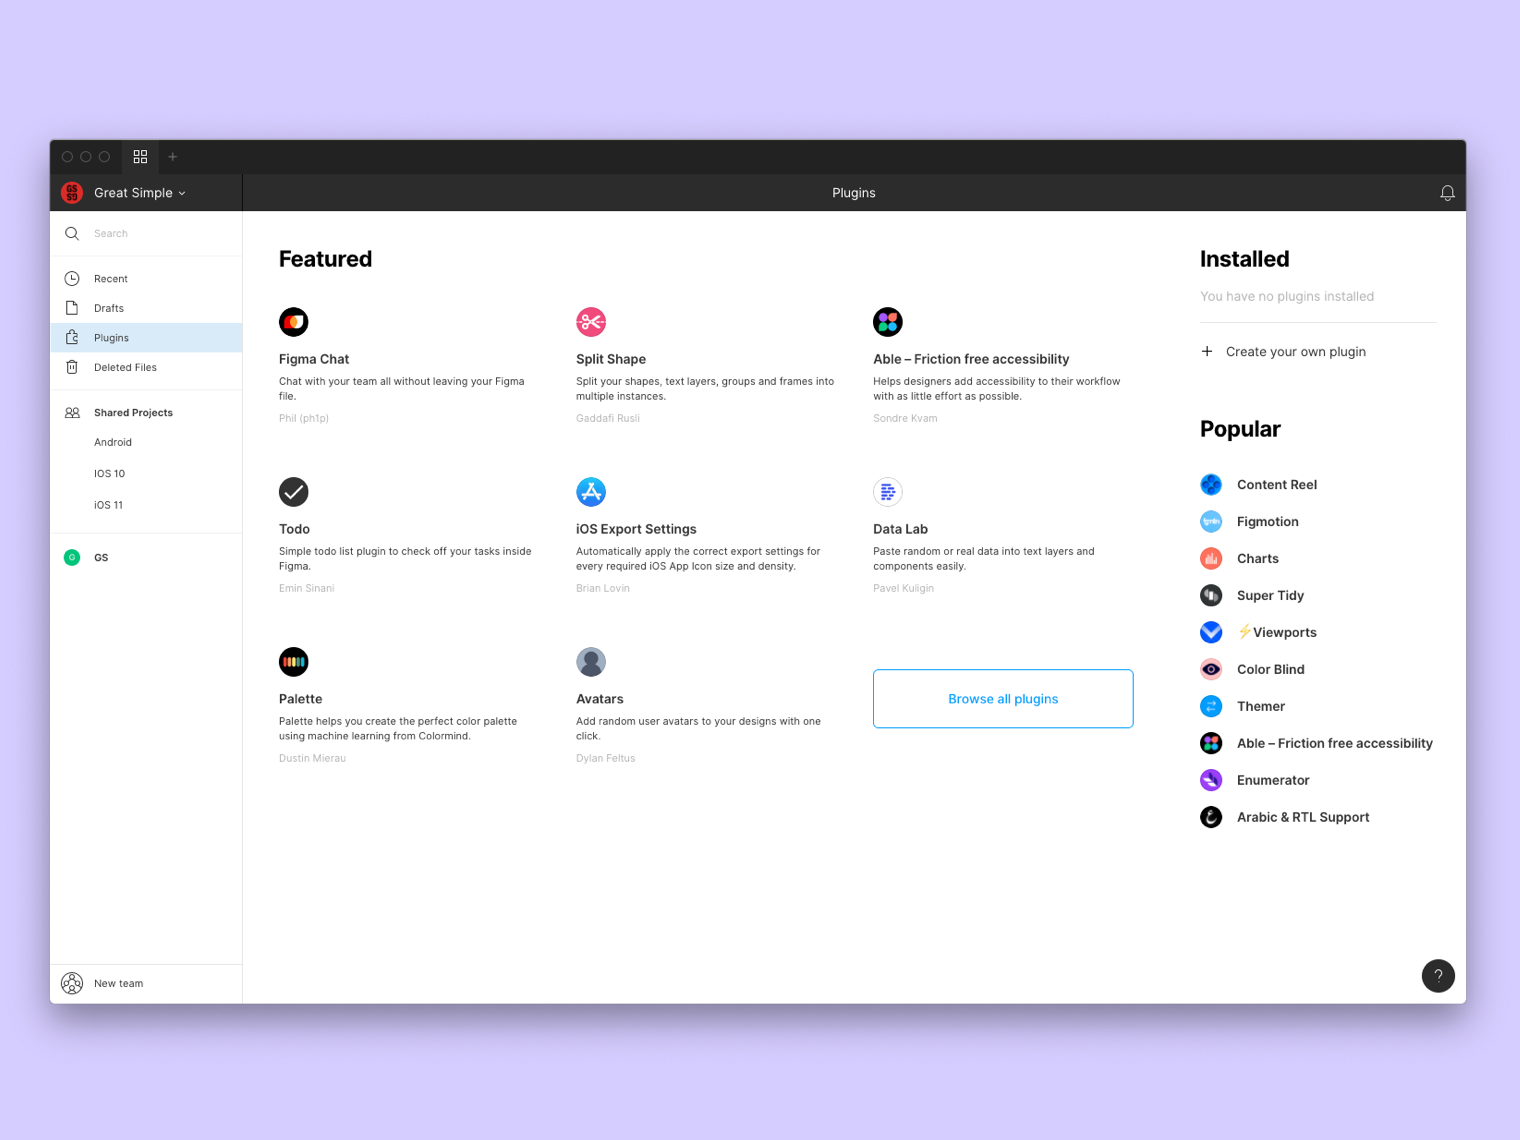 Great Simple
Plugins
Search
Recent
Drafts
Plugins
Deleted Files
Shared Projects
Android
IOS 10
iOS 11
G
GS
New team
Featured
Figma Chat
Chat with your team all without leaving your Figma
file.
Phil (ph1p)
Split Shape
Split your shapes, text layers, groups and frames into
multiple instances.
Gaddafi Rusli
Able – Friction free accessibility
Helps designers add accessibility to their workflow
with as little effort as possible.
Sondre Kvam
Todo
Simple todo list plugin to check off your tasks inside
Figma.
Emin Sinani
iOS Export Settings
Automatically apply the correct export settings for
every required iOS App Icon size and density.
Brian Lovin
Data Lab
Paste random or real data into text layers and
components easily.
Pavel Kuligin
Palette
Palette helps you create the perfect color palette
using machine learning from Colormind.
Dustin Mierau
Avatars
Add random user avatars to your designs with one
click.
Dylan Feltus
Browse all plugins
Installed
You have no plugins installed
+ Create your own plugin
Popular
Content Reel
Figmotion
Charts
Super Tidy
⚡Viewports
Color Blind
Themer
Able – Friction free accessibility
Enumerator
Arabic & RTL Support
?